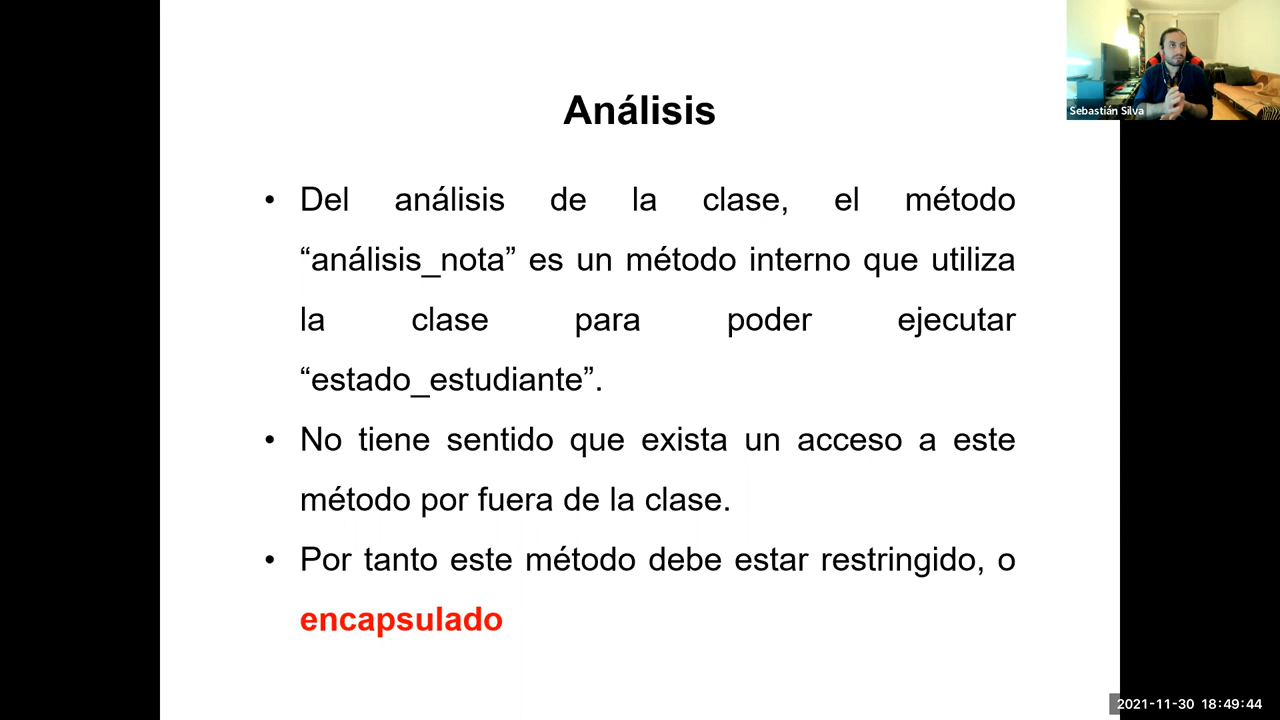 Análisis
• Del análisis de la clase, el método
“análisis_nota” es un método interno que utiliza
la clase para poder ejecutar
“estado_estudiante”.
• No tiene sentido que exista un acceso a este
método por fuera de la clase.
• Por tanto este método debe estar restringido, o
encapsulado
Sebastián Silva
2021-11-30 18:49:44